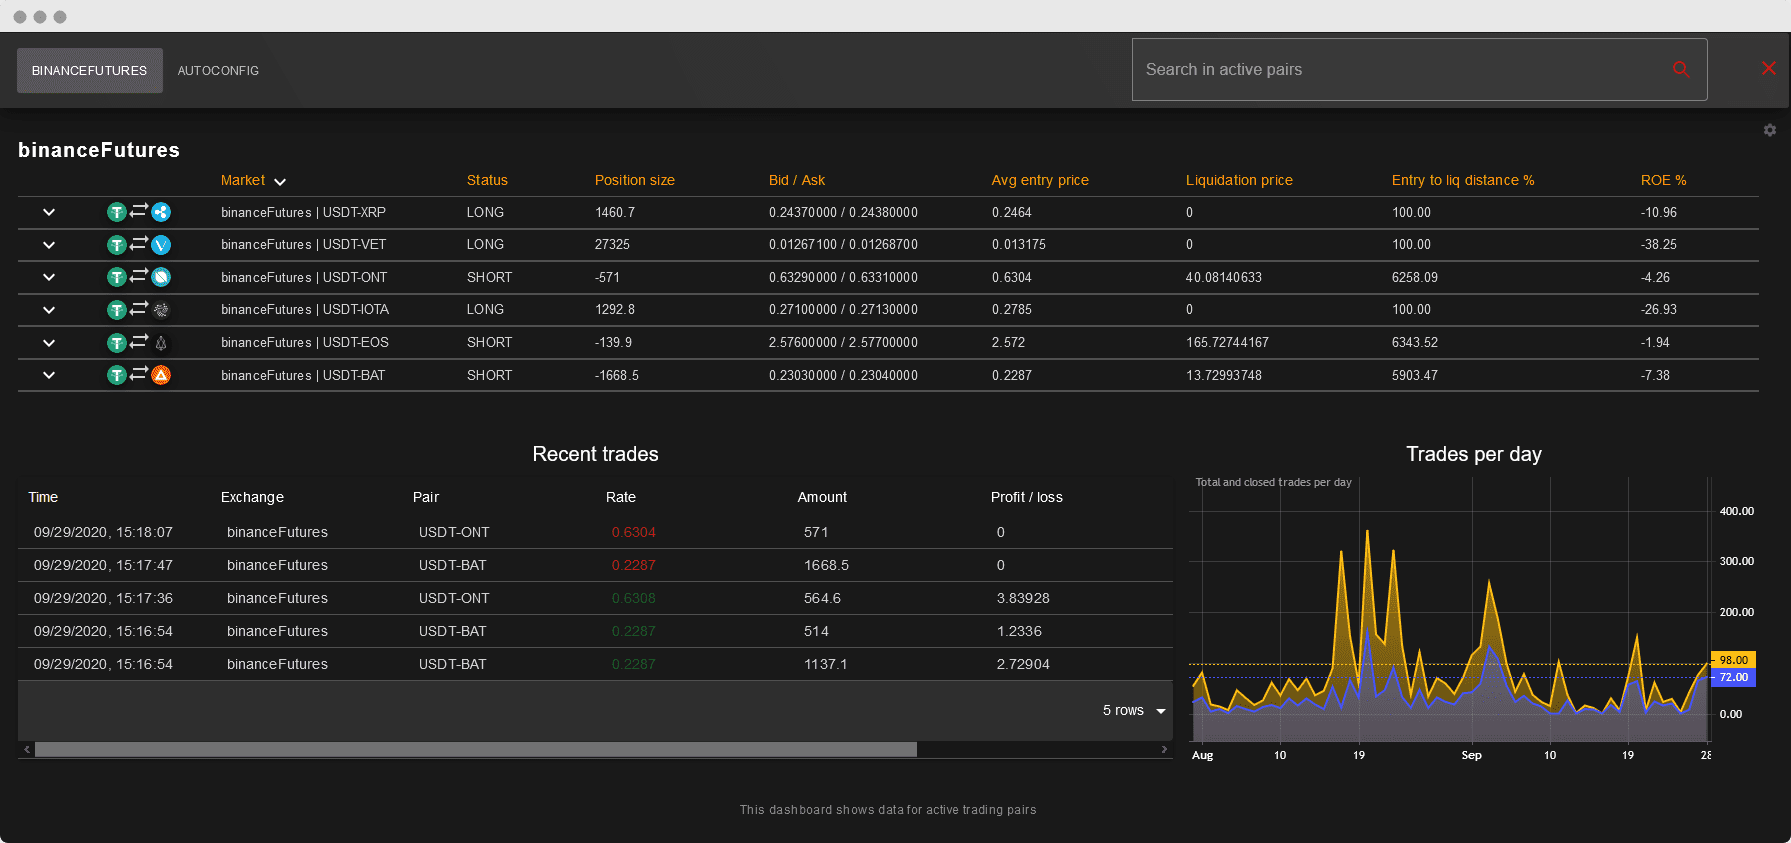 BINANCEFUTURES AUTOCONFIG Search in active pairs
binanceFutures
Market Status Position size Bid / Ask Avg entry price Liquidation price Entry to liq distance % ROE %
binanceFutures | USDT-XRP LONG 1460.7 0.24370000 / 0.24380000 0.2464 0 100.00 -10.96
binanceFutures | USDT-VET LONG 27325 0.01267100 / 0.01268700 0.013175 0 100.00 -38.25
binanceFutures | USDT-ONT SHORT -571 0.63290000 / 0.63310000 0.6304 40.08140633 6258.09 -4.26
binanceFutures | USDT-IOTA LONG 1292.8 0.27100000 / 0.27130000 0.2785 0 100.00 -26.93
binanceFutures | USDT-EOS SHORT -139.9 2.57600000 / 2.57700000 2.572 165.72744167 6343.52 -1.94
binanceFutures | USDT-BAT SHORT -1668.5 0.23030000 / 0.23040000 0.2287 13.72993748 5903.47 -7.38
Recent trades
Time Exchange Pair Rate Amount Profit / loss
09/29/2020, 15:18:07 binanceFutures USDT-ONT 0.6304 571 0
09/29/2020, 15:17:47 binanceFutures USDT-BAT 0.2287 1668.5 0
09/29/2020, 15:17:36 binanceFutures USDT-ONT 0.6308 564.6 3.83928
09/29/2020, 15:16:54 binanceFutures USDT-BAT 0.2287 514 1.2336
09/29/2020, 15:16:54 binanceFutures USDT-BAT 0.2287 1137.1 2.72904
5 rows
Trades per day
Total and closed trades per day
400.00
300.00
200.00
98.00
72.00
0.00
Aug 10 19 Sep 10 19 28
This dashboard shows data for active trading pairs